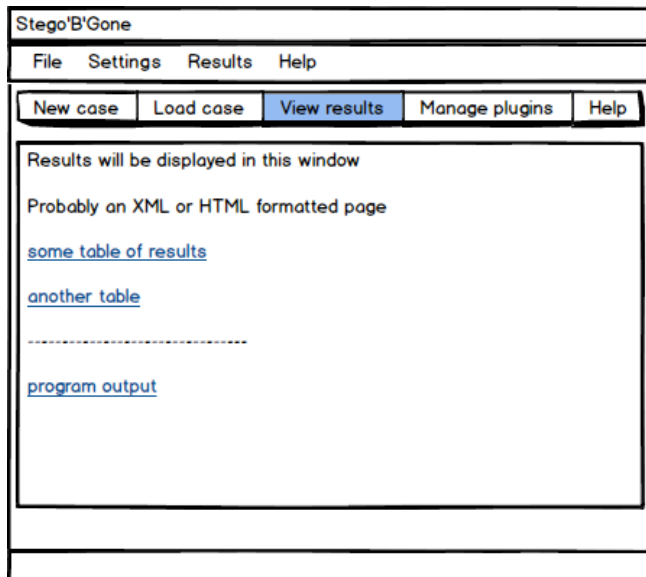 Stego'B'Gone
File Settings Results Help
New case Load case View results Manage plugins Help
Results will be displayed in this window
Probably an XML or HTML formatted page
some table of results
another table
--------------------------------
program output